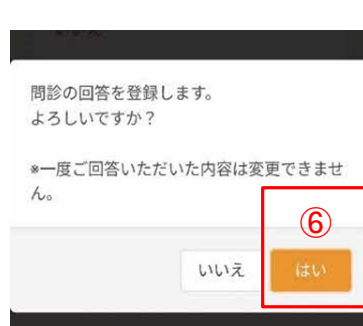 問診の回答を登録します。
よろしいですか？
※一度ご回答いただいた内容は変更できませ
ん。
⑥
いいえ
はい